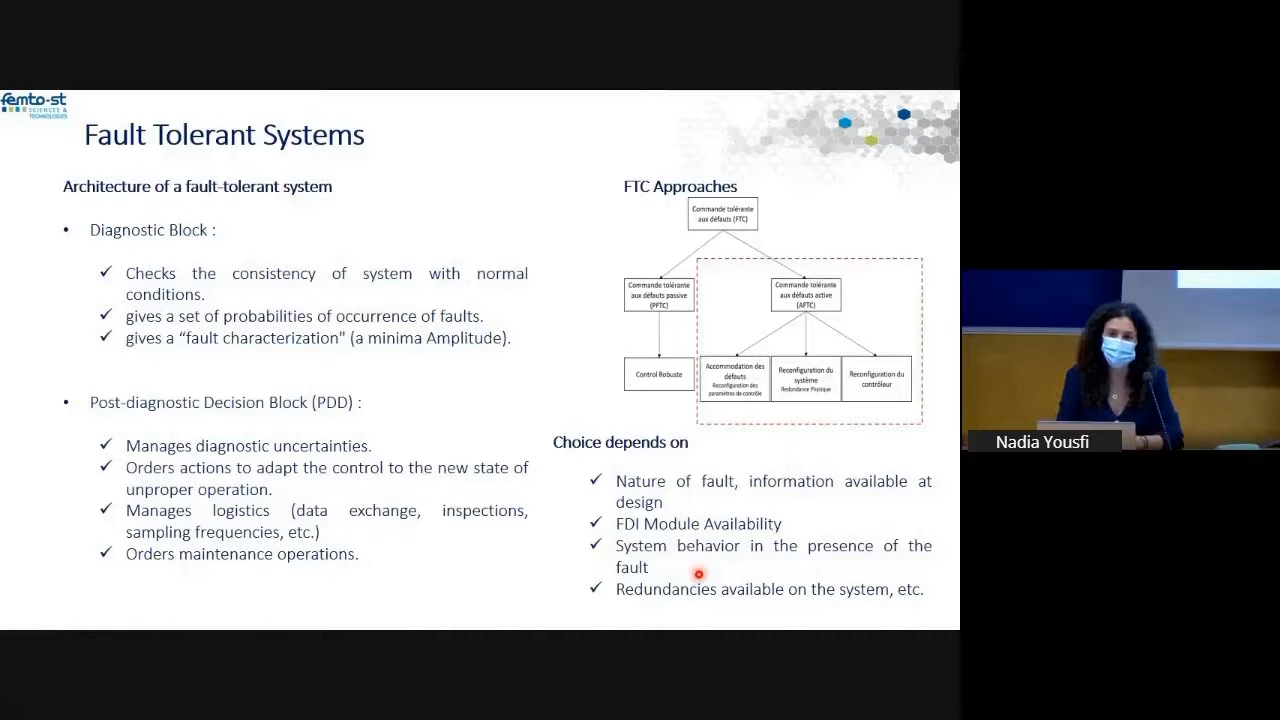 femto-st
SCIENCES &
TECHNOLOGIES
Fault Tolerant Systems
Architecture of a fault-tolerant system
• Diagnostic Block :
✓ Checks the consistency of system with normal
conditions.
✓ gives a set of probabilities of occurrence of faults.
✓ gives a “fault characterization" (a minima Amplitude).
• Post-diagnostic Decision Block (PDD) :
✓ Manages diagnostic uncertainties.
✓ Orders actions to adapt the control to the new state of
unproper operation.
✓ Manages logistics (data exchange, inspections,
sampling frequencies, etc.)
✓ Orders maintenance operations.
FTC Approaches
Commande tolérante
aux défauts (FTC)
Commande tolérante
aux défauts passive
(PFTC)
Commande tolérante
aux défauts active
(AFTC)
Control Robuste
Accommodation des
défauts
Reconfiguration des
paramètres de contrôle
Reconfiguration du
système
Redondance Physique
Reconfiguration du
contrôleur
Choice depends on
✓ Nature of fault, information available at
design
✓ FDI Module Availability
✓ System behavior in the presence of the
fault
✓ Redundancies available on the system, etc.
Nadia Yousfi